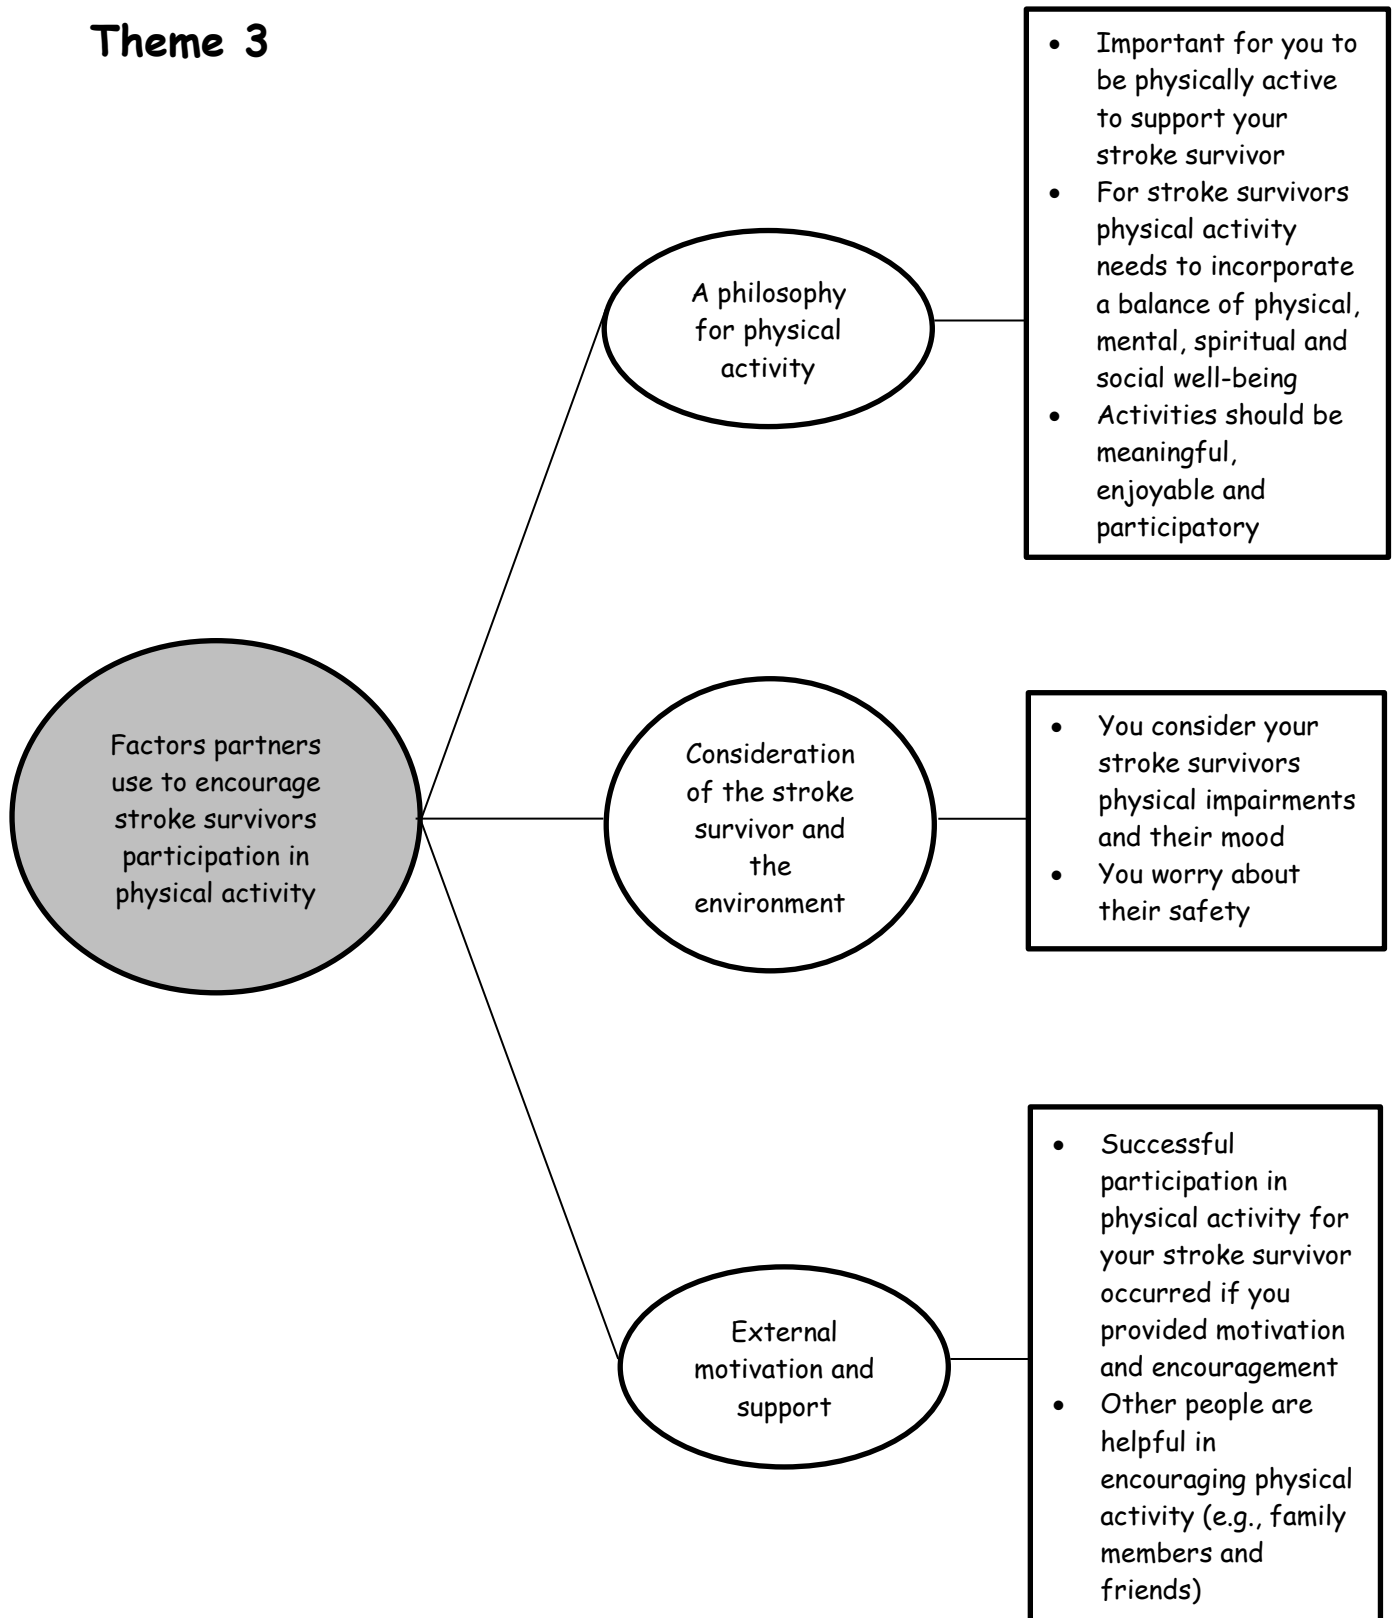 Theme 3
• Important for you to
be physically active
to support your
stroke survivor
• For stroke survivors
physical activity
needs to incorporate
a balance of physical,
mental, spiritual and
social well-being
• Activities should be
meaningful,
enjoyable and
participatory
A philosophy
for physical
activity
Factors partners
use to encourage
stroke survivors
participation in
physical activity
Consideration
of the stroke
survivor and
the
environment
• You consider your
stroke survivors
physical impairments
and their mood
• You worry about
their safety
External
motivation and
support
• Successful
participation in
physical activity for
your stroke survivor
occurred if you
provided motivation
and encouragement
• Other people are
helpful in
encouraging physical
activity (e.g., family
members and
friends)